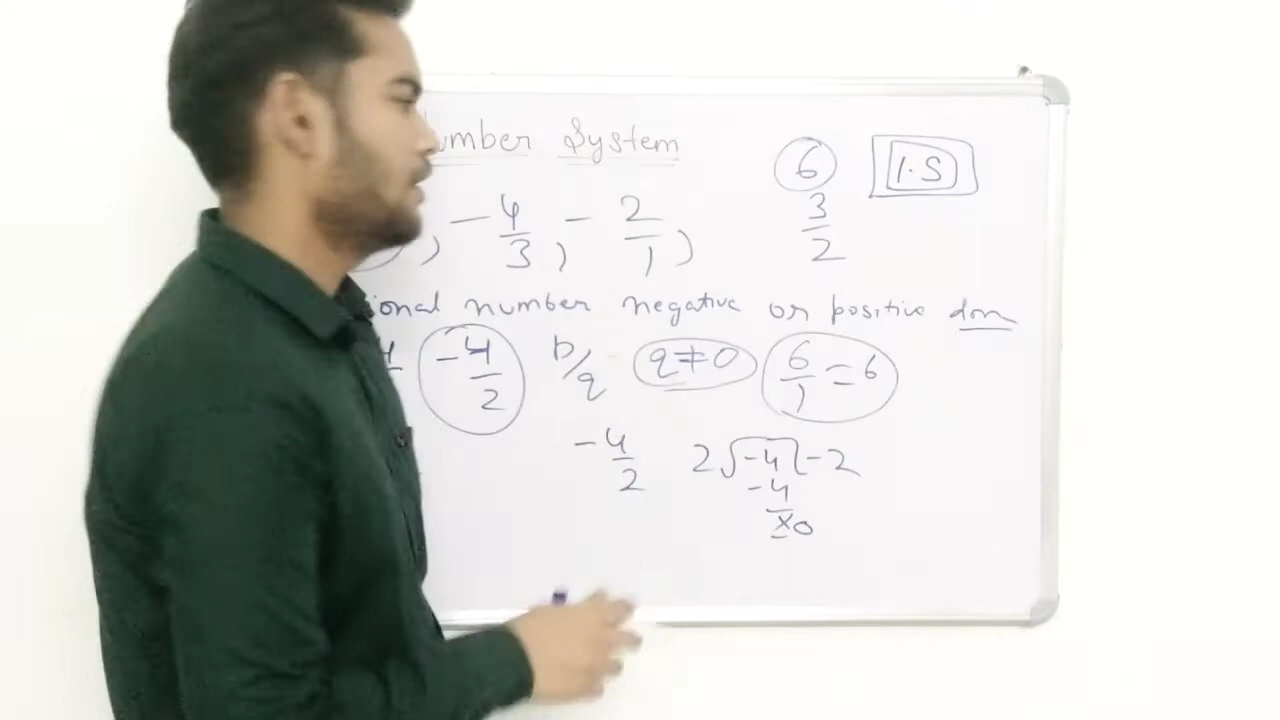 umber System 6 1.S
, -4/3, -2/1, 3/2
ional number negative or positive don
-4/2 p/q q≠0 6/1=6
-4/2 2√-4-2
-4
x0